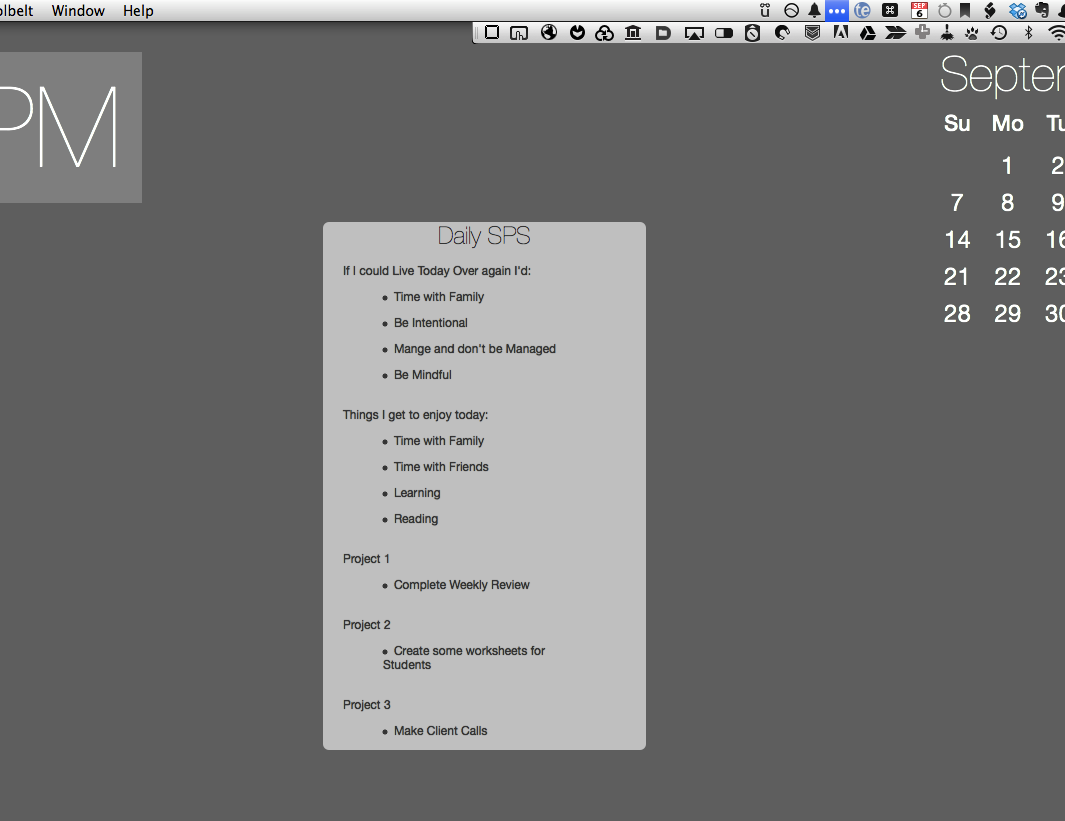 olbelt Window Help
ü te SEP 6
PM
Septem
Su Mo Tu
1 2
7 8 9
14 15 16
21 22 23
28 29 30
Daily SPS
If I could Live Today Over again I'd:
• Time with Family
• Be Intentional
• Mange and don't be Managed
• Be Mindful
Things I get to enjoy today:
• Time with Family
• Time with Friends
• Learning
• Reading
Project 1
• Complete Weekly Review
Project 2
• Create some worksheets for
Students
Project 3
• Make Client Calls